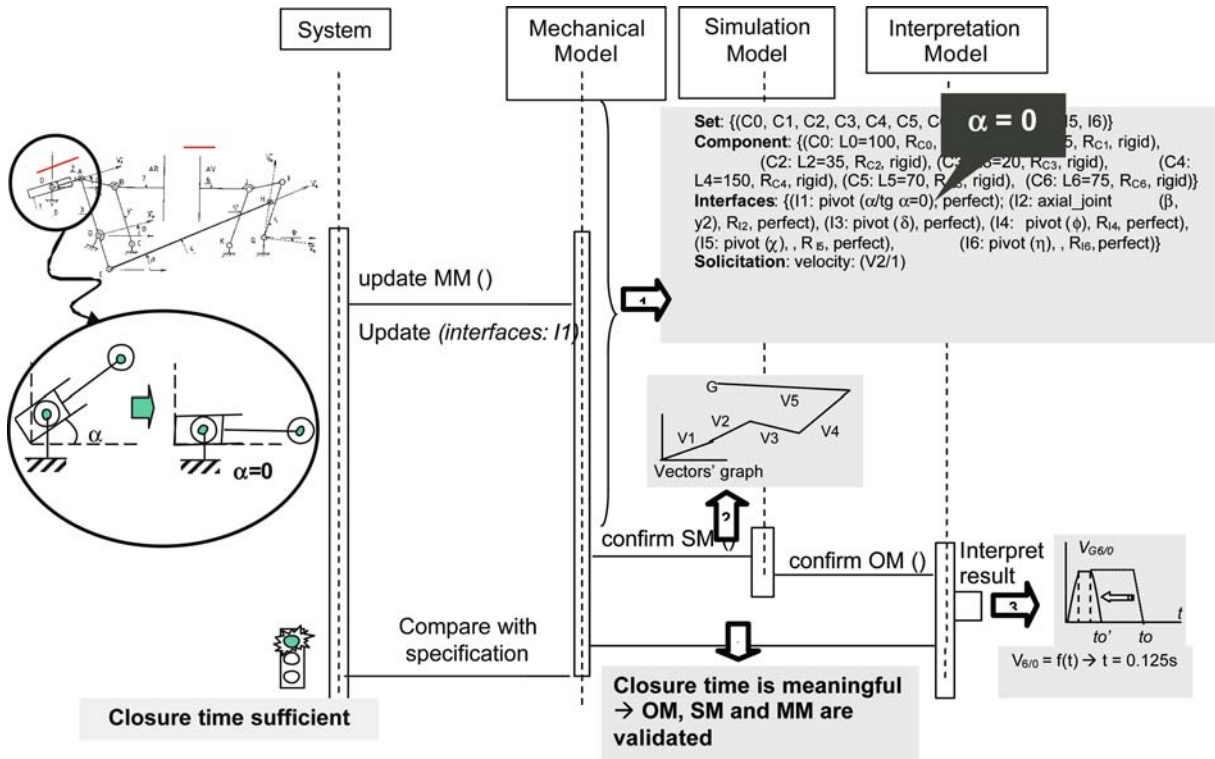 System
Mechanical
Model
Simulation
Model
Interpretation
Model
Set: {(C0, C1, C2, C3, C4, C5, I5, I6)}
α = 0
Component: {(C0: L0=100, RC0, 5, RC1, rigid),
(C2: L2=35, RC2, rigid), =20, RC3, rigid), (C4:
L4=150, RC4, rigid), (C5: L5=70, rigid), (C6: L6=75, RC6, rigid)}
Interfaces: {(I1: pivot (α/tg α=0), perfect); (I2: axial_joint (β,
y2), RI2, perfect), (I3: pivot (δ), perfect), (I4: pivot (ϕ), RI4, perfect),
(I5: pivot (χ), , R I5, perfect), (I6: pivot (η), , RI6, perfect)}
Solicitation: velocity: (V2/1)
AR
AV
update MM ()
1
Update (interfaces: I1)
α
α=0
G
V5
V1
V2
V3
V4
Vectors' graph
2
confirm SM ()
confirm OM ()
Interpret
result
3
VG6/0
t
to'
to
V6/0 = f(t) → t = 0.125s
Compare with
specification
Closure time sufficient
Closure time is meaningful
→ OM, SM and MM are
validated